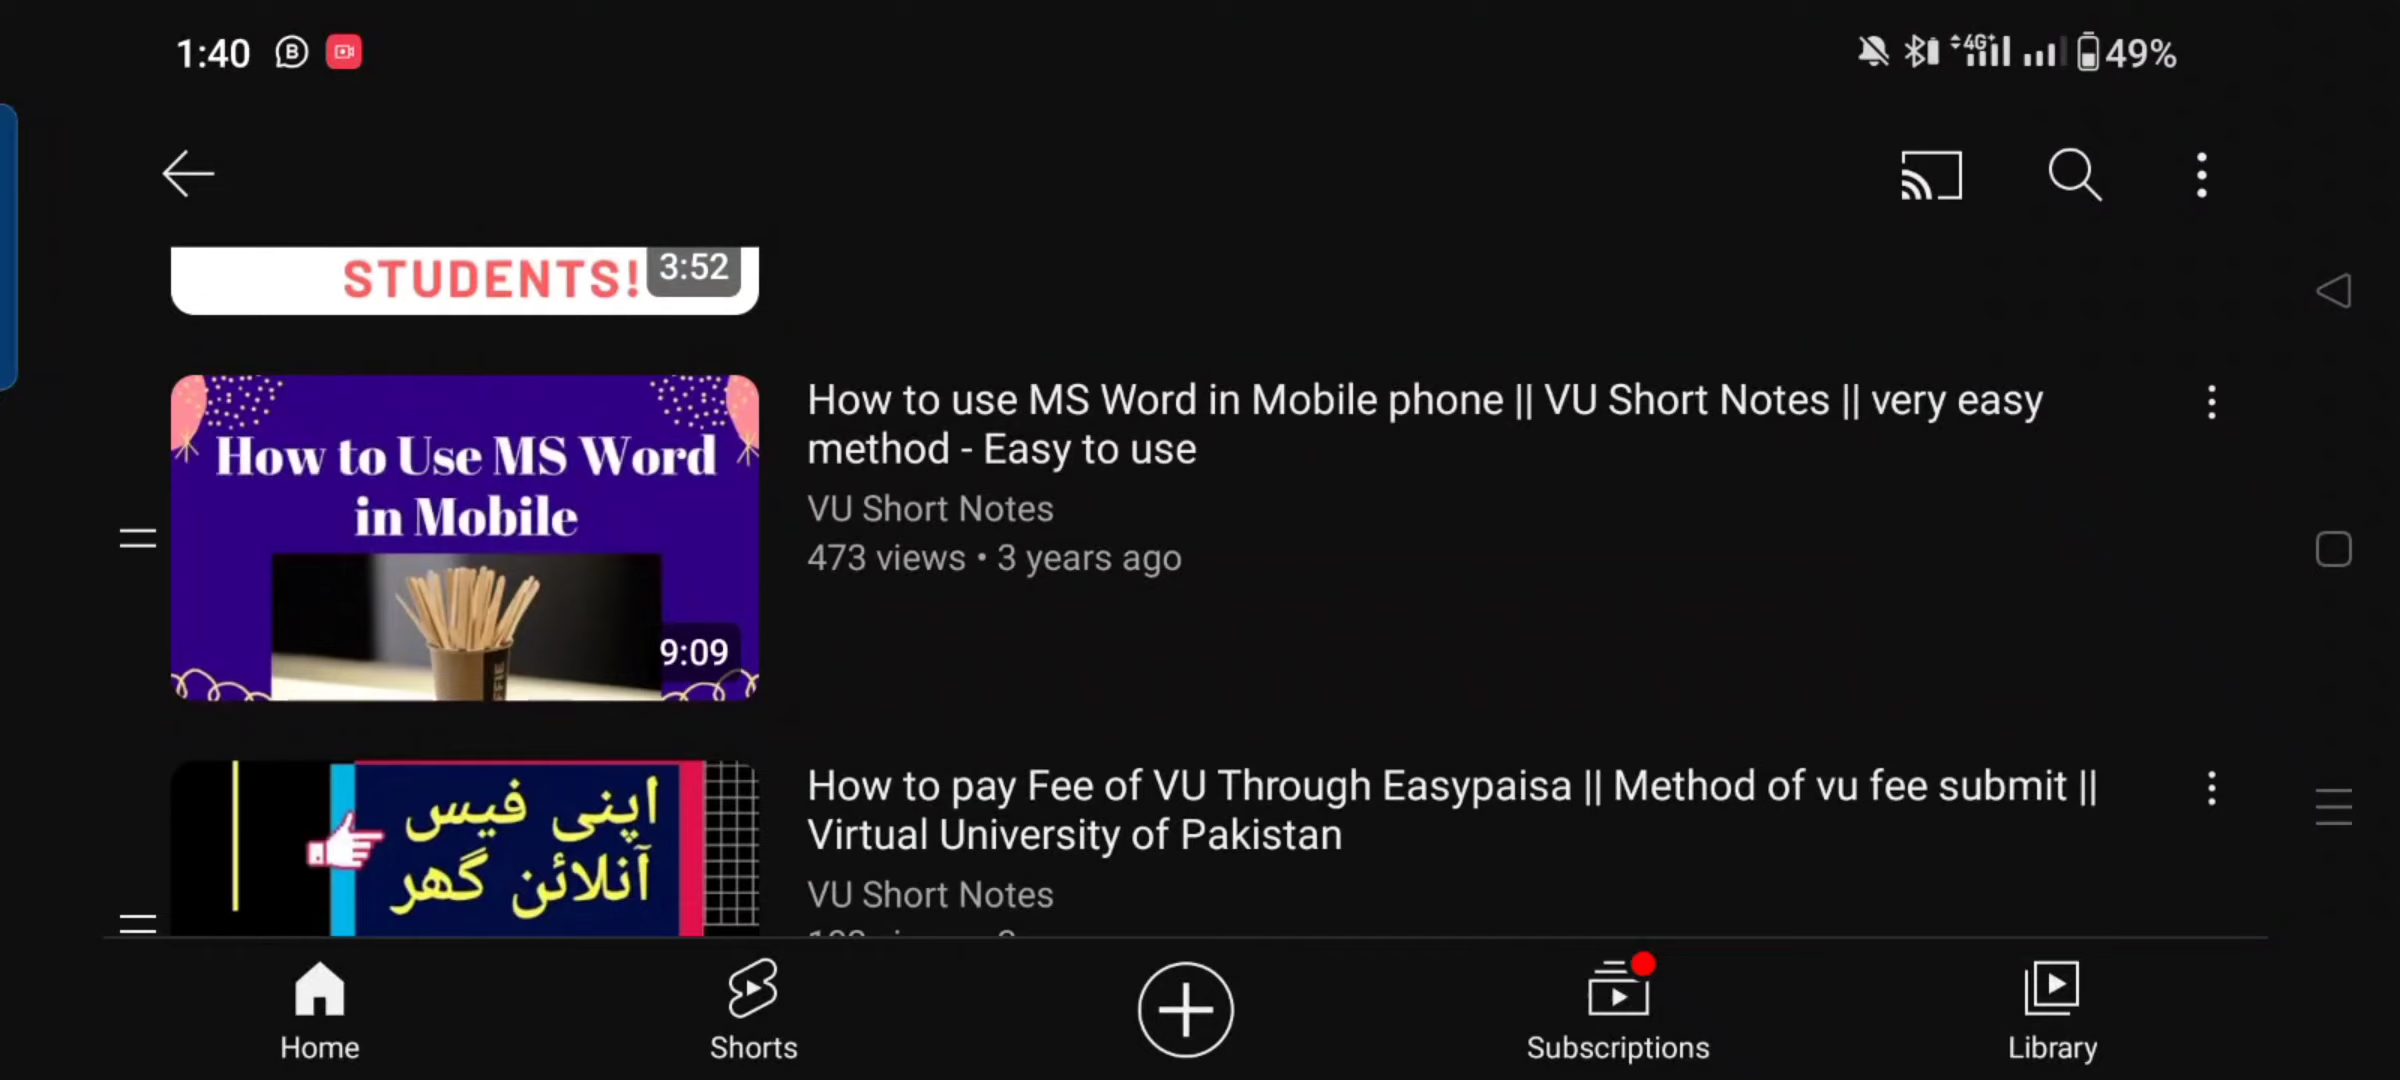 1:40
4G+
49%
STUDENTS!
3:52
How to Use MS Word
in Mobile
9:09
How to use MS Word in Mobile phone || VU Short Notes || very easy
method - Easy to use
VU Short Notes
473 views • 3 years ago
اپنی فیس
آنلائن گھر
How to pay Fee of VU Through Easypaisa || Method of vu fee submit ||
Virtual University of Pakistan
VU Short Notes
Home
Shorts
Subscriptions
Library